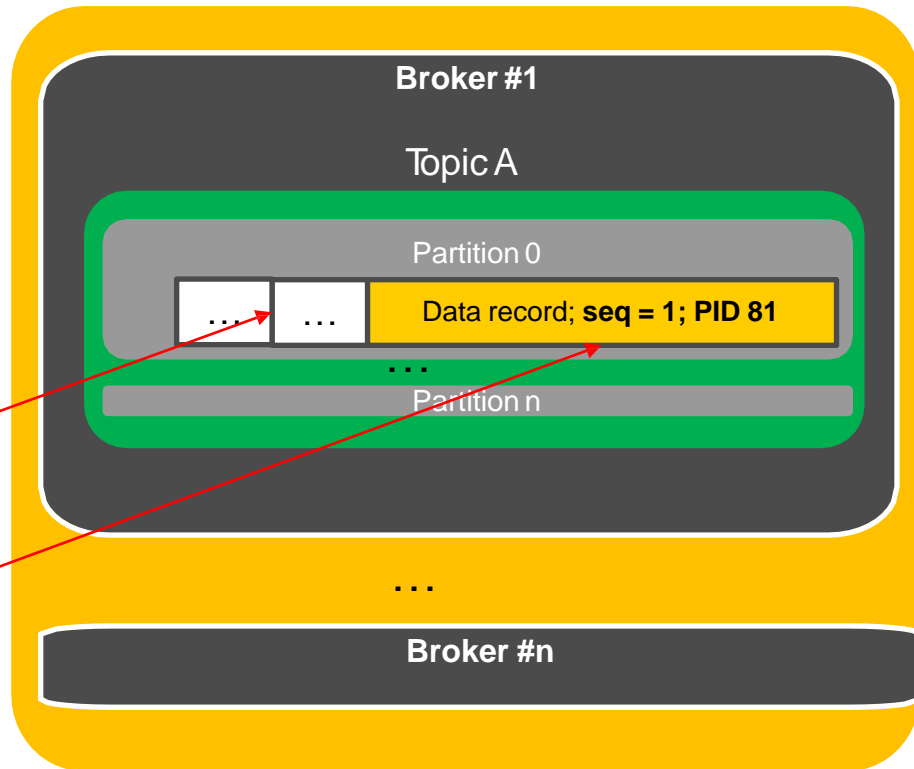 Broker #1
Topic A
Partition 0
... ... Data record; seq = 1; PID 81
...
Partition n
...
Broker #n